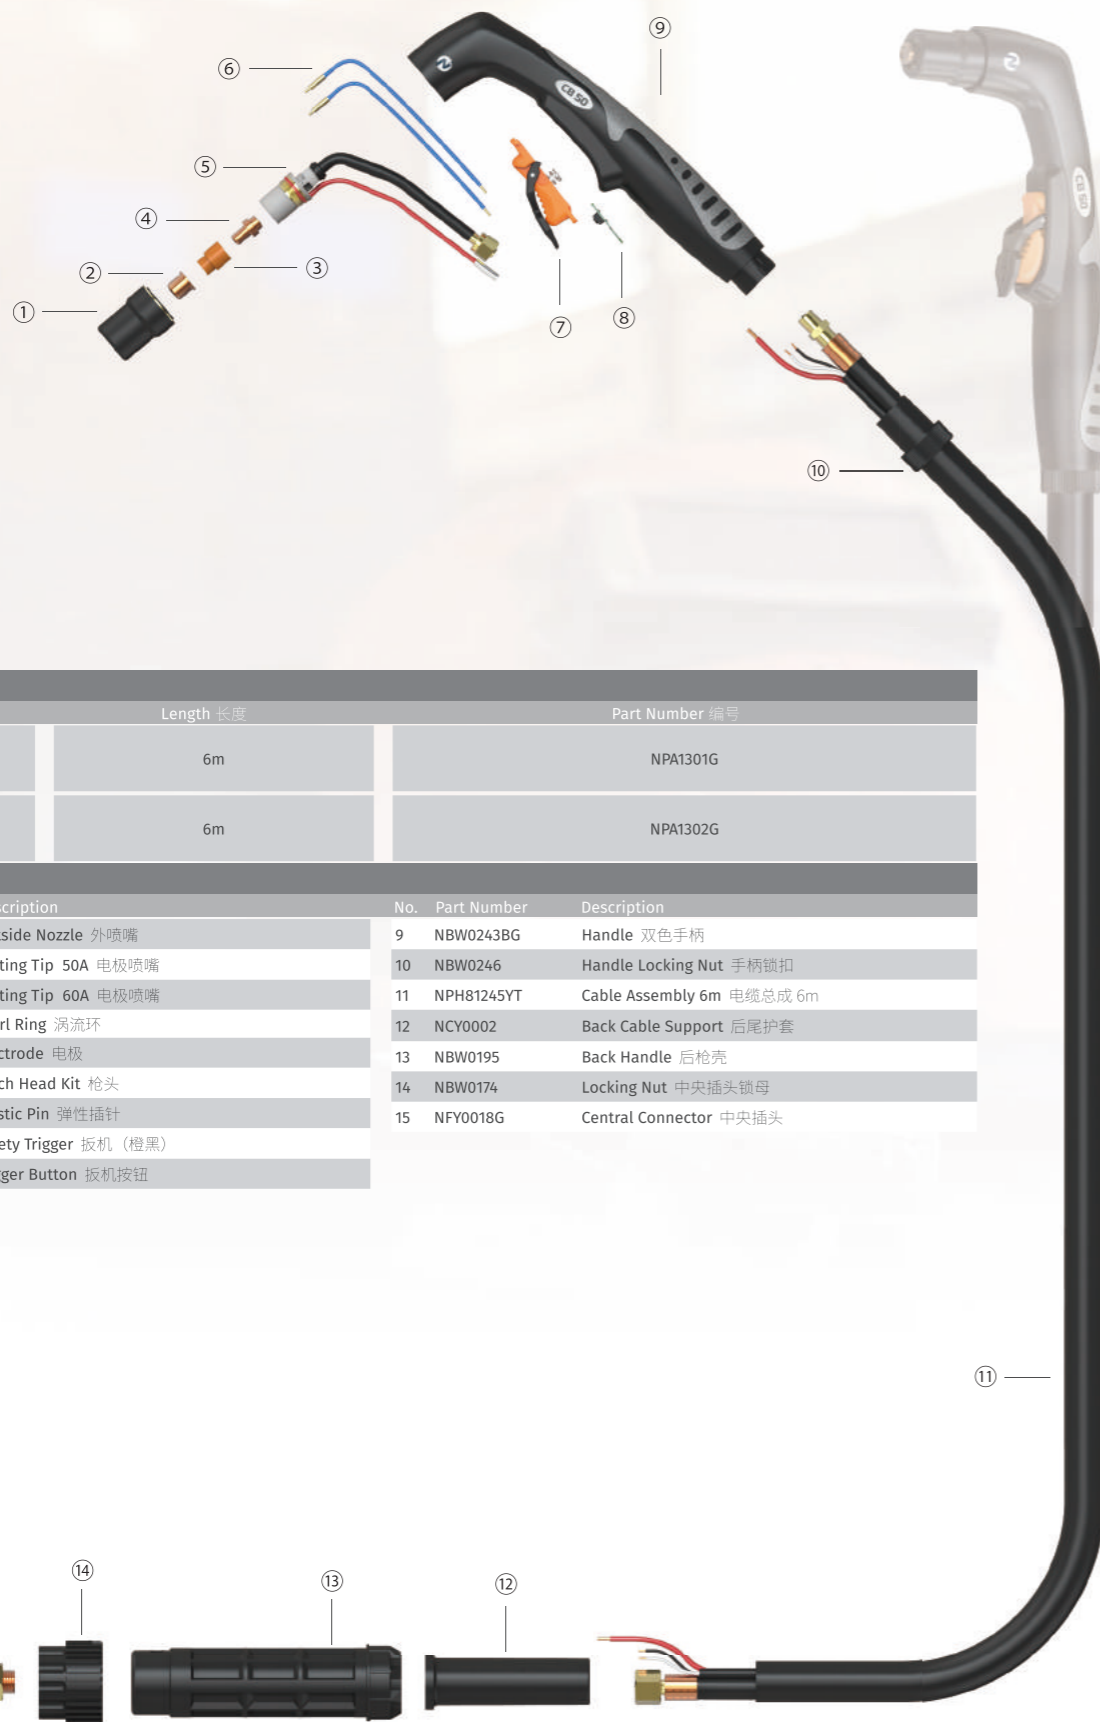 ⑨
⑥
CB 50
⑤
④
②
③
①
⑦
⑧
CB 50
⑩
Length 长度 Part Number 编号
6m NPA1301G
6m NPA1302G
scription No. Part Number Description
side Nozzle 外喷嘴 9 NBW0243BG Handle 双色手柄
ting Tip 50A 电极喷嘴 10 NBW0246 Handle Locking Nut 手柄锁扣
ting Tip 60A 电极喷嘴 11 NPH81245YT Cable Assembly 6m 电缆总成 6m
rl Ring 涡流环 12 NCY0002 Back Cable Support 后尾护套
ctrode 电极 13 NBW0195 Back Handle 后枪壳
ch Head Kit 枪头 14 NBW0174 Locking Nut 中央插头锁母
stic Pin 弹性插针 15 NFY0018G Central Connector 中央插头
ety Trigger 扳机（橙黑）
gger Button 扳机按钮
⑪
⑭
⑬
⑫